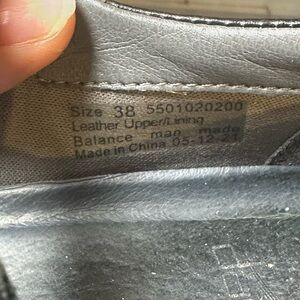 Size 38 5501020200
Leather Upper/Lining
Balance man made
Made in China 05-12-21